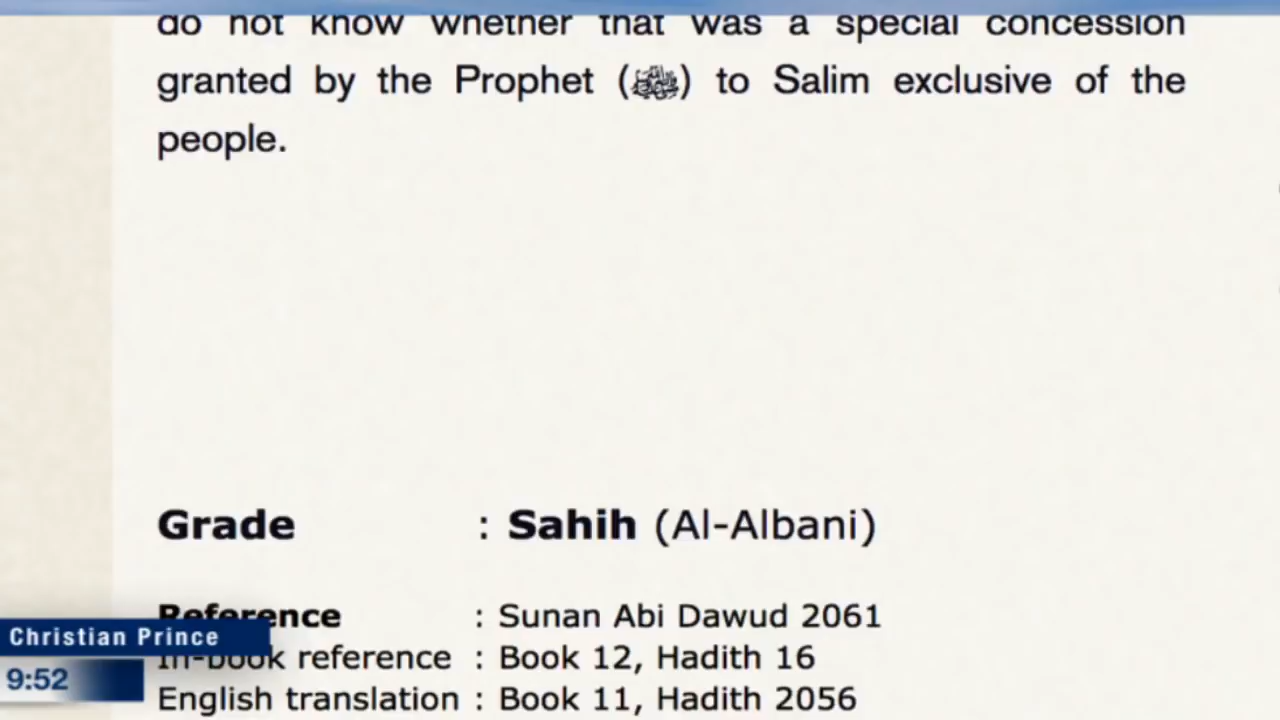 do not know whether that was a special concession
granted by the Prophet (ﷺ) to Salim exclusive of the
people.
Grade : Sahih (Al-Albani)
Reference : Sunan Abi Dawud 2061
In-book reference : Book 12, Hadith 16
English translation : Book 11, Hadith 2056
Christian Prince
9:52